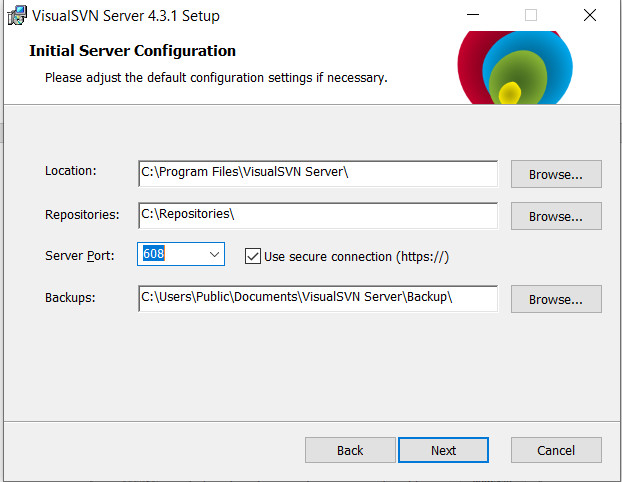 VisualSVN Server 4.3.1 Setup
Initial Server Configuration
Please adjust the default configuration settings if necessary.
Location: C:\Program Files\VisualSVN Server\ Browse...
Repositories: C:\Repositories\ Browse...
Server Port: 608 Use secure connection (https://)
Backups: C:\Users\Public\Documents\VisualSVN Server\Backup\ Browse...
Back Next Cancel